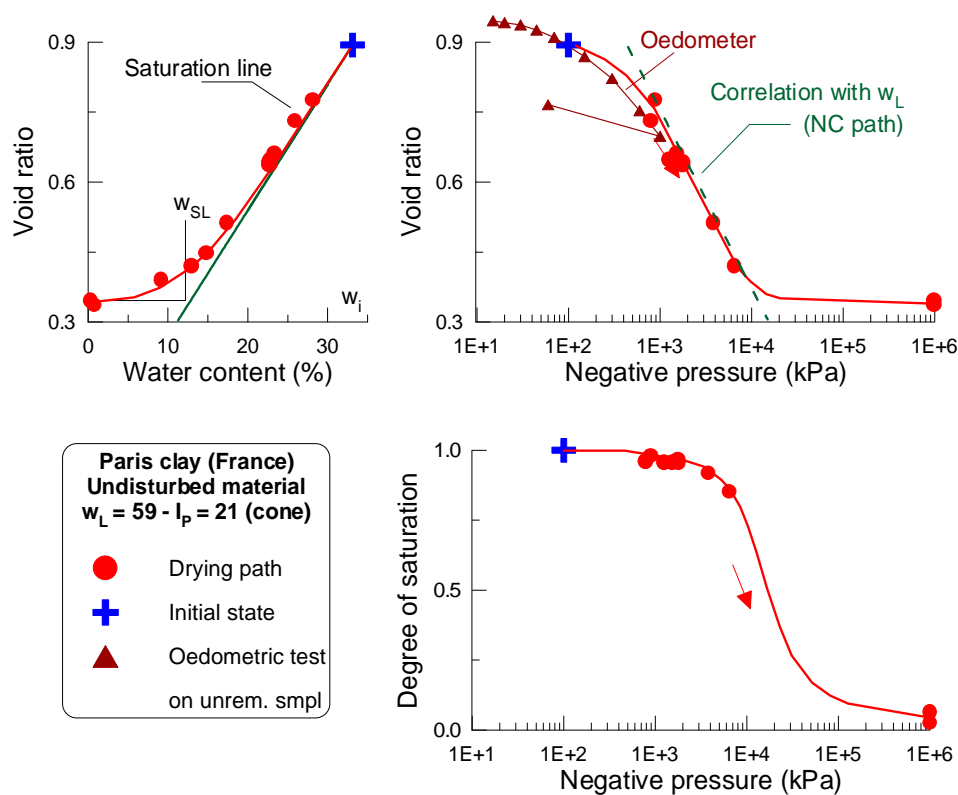 0.9
0.6
0.3
Void ratio
Saturation line
w_SL
w_i
0
10
20
30
Water content (%)
0.9
0.6
0.3
Void ratio
Oedometer
Correlation with w_L
(NC path)
1E+1
1E+2
1E+3
1E+4
1E+5
1E+6
Negative pressure (kPa)
Paris clay (France)
Undisturbed material
w_L = 59 - I_P = 21 (cone)
Drying path
Initial state
Oedometric test
on unrem. smpl
1.0
0.5
0.0
Degree of saturation
1E+1
1E+2
1E+3
1E+4
1E+5
1E+6
Negative pressure (kPa)